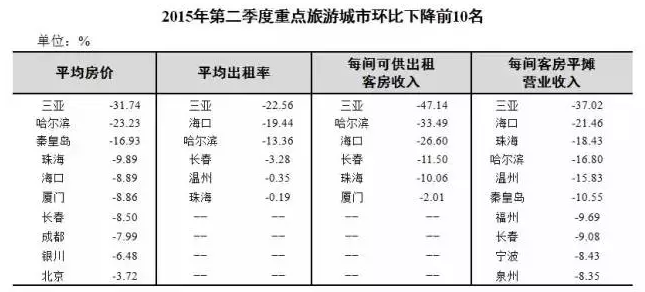 2015年第二季度重点旅游城市环比下降前10名
单位：%
平均房价 平均出租率 每间可供出租客房收入 每间客房平摊营业收入
三亚 -31.74 三亚 -22.56 三亚 -47.14 三亚 -37.02
哈尔滨 -23.23 海口 -19.44 哈尔滨 -33.49 海口 -21.46
秦皇岛 -16.93 哈尔滨 -13.36 海口 -26.60 珠海 -18.43
珠海 -9.89 长春 -3.28 长春 -11.50 哈尔滨 -16.80
海口 -8.89 温州 -0.35 珠海 -10.06 温州 -15.83
厦门 -8.86 珠海 -0.19 厦门 -2.01 秦皇岛 -10.55
长春 -8.50 —— —— —— —— 福州 -9.69
成都 -7.99 —— —— —— —— 长春 -9.08
银川 -6.48 —— —— —— —— 宁波 -8.43
北京 -3.72 —— —— —— —— 泉州 -8.35